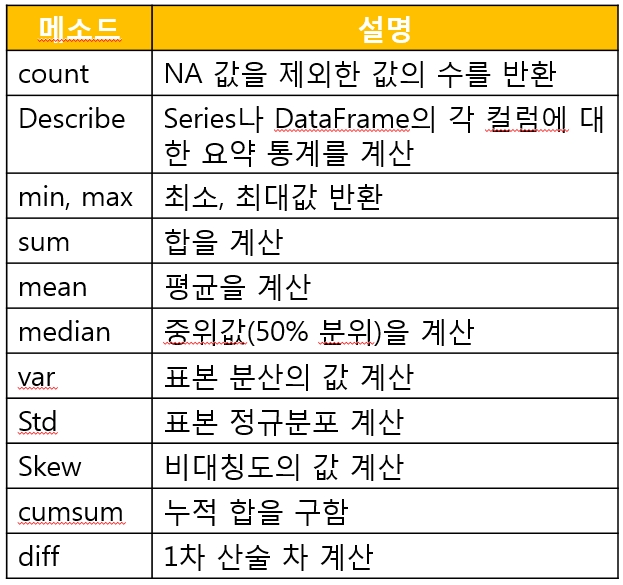 메소드 설명
count NA 값을 제외한 값의 수를 반환
Describe Series나 DataFrame의 각 컬럼에 대
한 요약 통계를 계산
min, max 최소, 최대값 반환
sum 합을 계산
mean 평균을 계산
median 중위값(50% 분위)을 계산
var 표본 분산의 값 계산
Std 표본 정규분포 계산
Skew 비대칭도의 값 계산
cumsum 누적 합을 구함
diff 1차 산술 차 계산